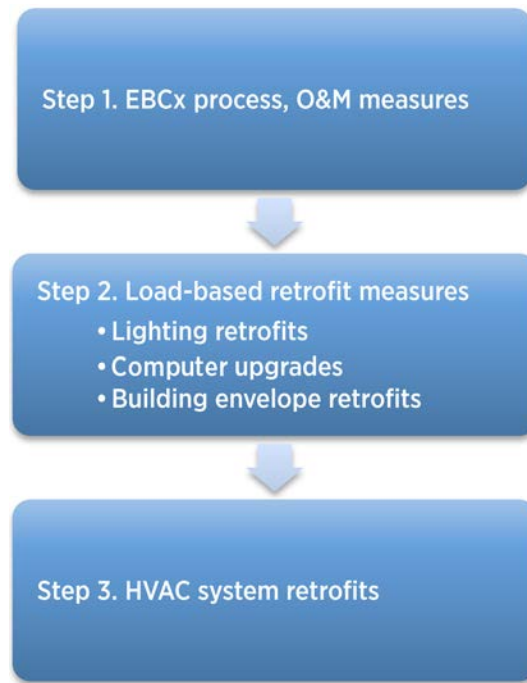 Step 1. EBCx process, O&M measures
Step 2. Load-based retrofit measures
• Lighting retrofits
• Computer upgrades
• Building envelope retrofits
Step 3. HVAC system retrofits